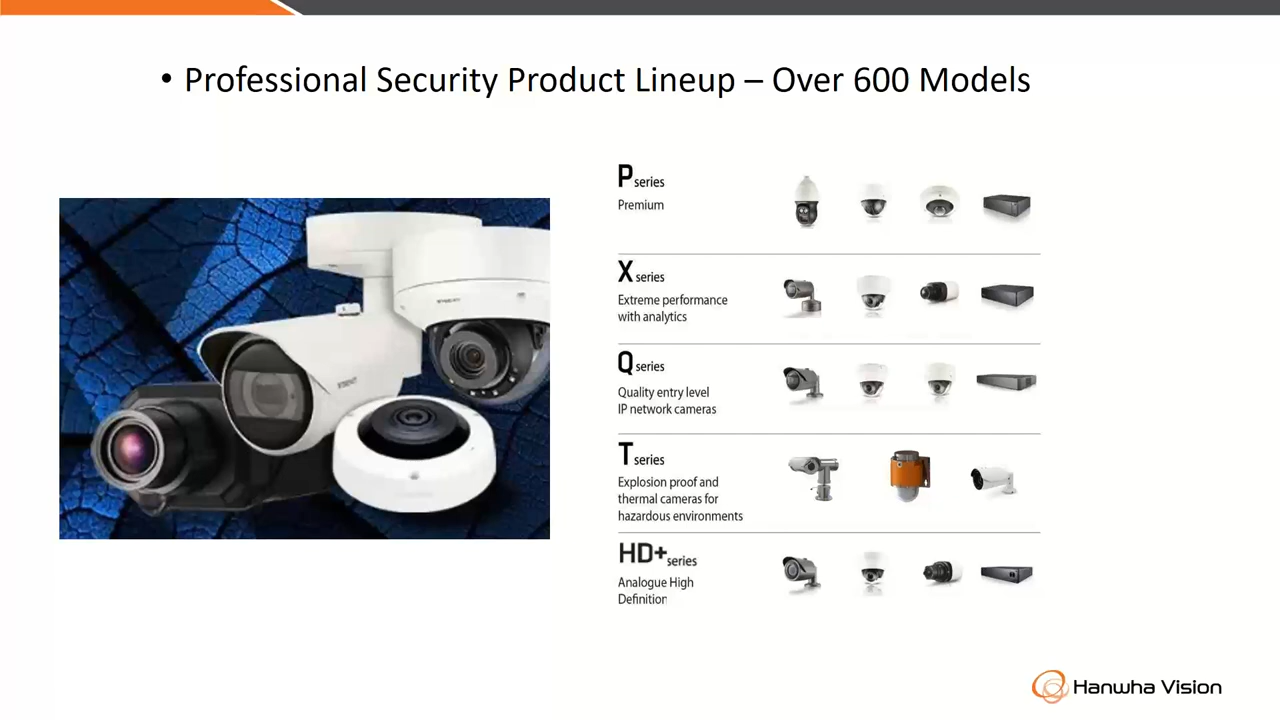 • Professional Security Product Lineup – Over 600 Models
P series
Premium
X series
Extreme performance
with analytics
Q series
Quality entry level
IP network cameras
T series
Explosion proof and
thermal cameras for
hazardous environments
HD+ series
Analogue High
Definition
Hanwha Vision